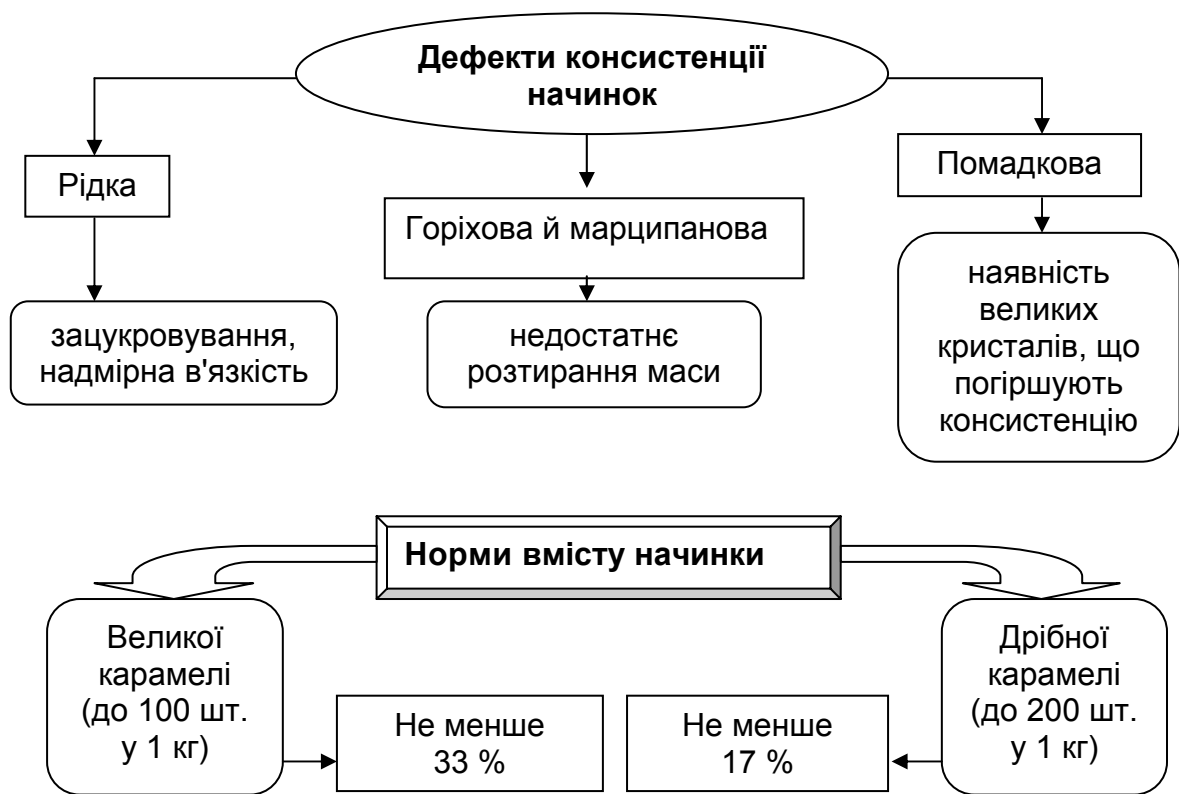 Дефекти консистенції
начинок
Рідка
Горіхова й марципанова
Помадкова
зацукровування,
надмірна в'язкість
недостатнє
розтирання маси
наявність
великих
кристалів, що
погіршують
консистенцію
Норми вмісту начинки
Великої
карамелі
(до 100 шт.
у 1 кг)
Не менше
33 %
Не менше
17 %
Дрібної
карамелі
(до 200 шт.
у 1 кг)